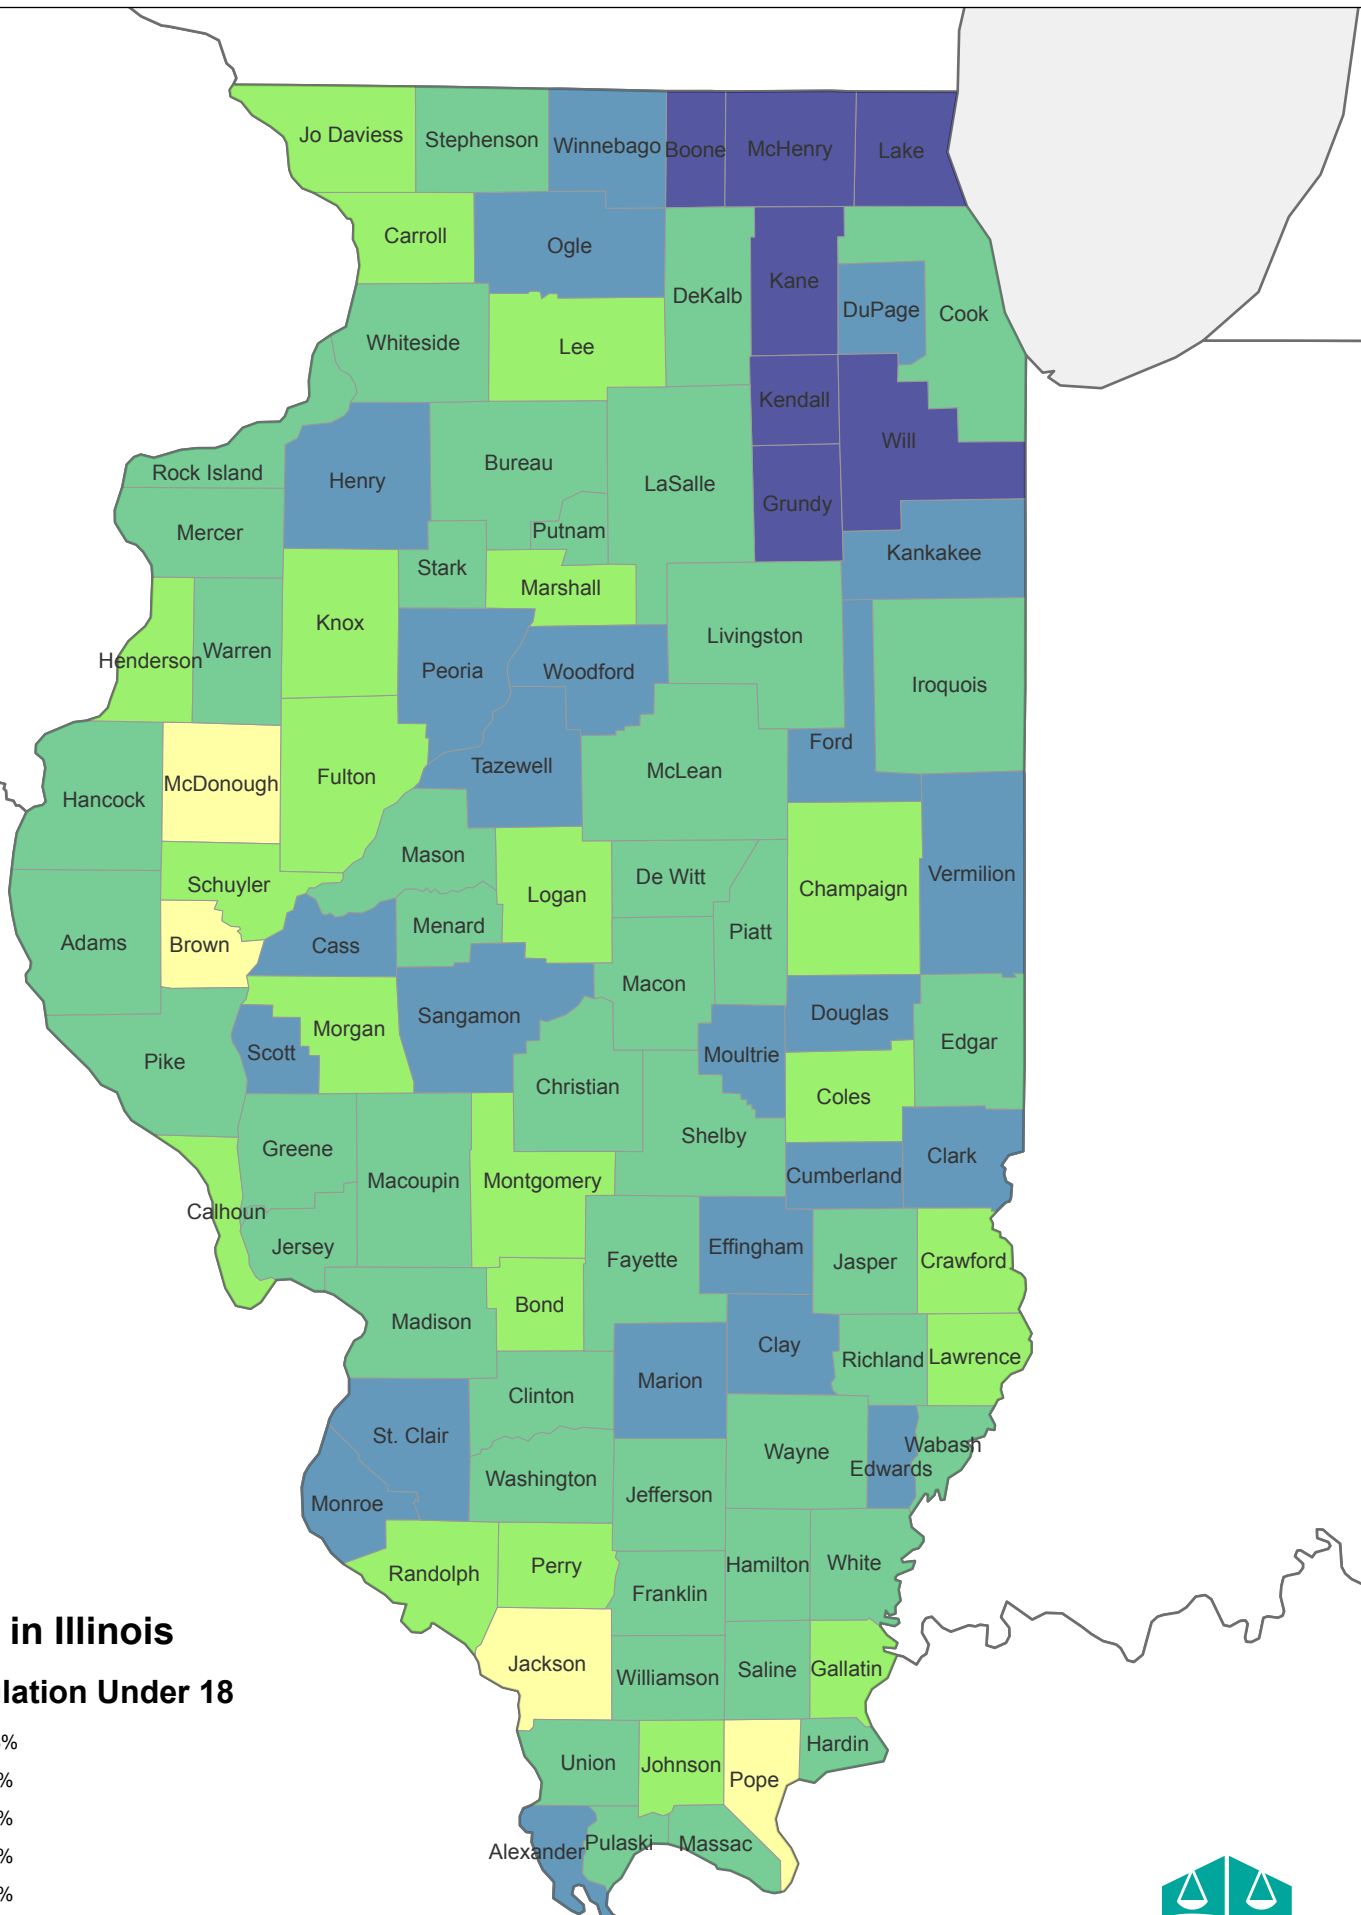 Jo Daviess
Stephenson
Winnebago
Boone
McHenry
Lake
Carroll
Ogle
DeKalb
Kane
DuPage
Cook
Whiteside
Lee
Kendall
Will
Rock Island
Henry
Bureau
LaSalle
Grundy
Mercer
Putnam
Kankakee
Stark
Marshall
Knox
Livingston
Henderson
Warren
Peoria
Woodford
Iroquois
Ford
Hancock
McDonough
Fulton
Tazewell
McLean
Mason
Schuyler
Logan
De Witt
Champaign
Vermilion
Adams
Brown
Cass
Menard
Piatt
Macon
Sangamon
Douglas
Morgan
Scott
Moultrie
Edgar
Pike
Christian
Coles
Greene
Shelby
Macoupin
Montgomery
Cumberland
Clark
Calhoun
Jersey
Fayette
Effingham
Jasper
Crawford
Bond
Madison
Clay
Richland
Lawrence
Marion
Clinton
St. Clair
Wayne
Wabash
Edwards
Washington
Jefferson
Monroe
Randolph
Perry
Franklin
Hamilton
White
in Illinois
Jackson
Williamson
Saline
Gallatin
lation Under 18
%
Union
Johnson
Pope
Hardin
%
%
Alexander
Pulaski
Massac
%
%